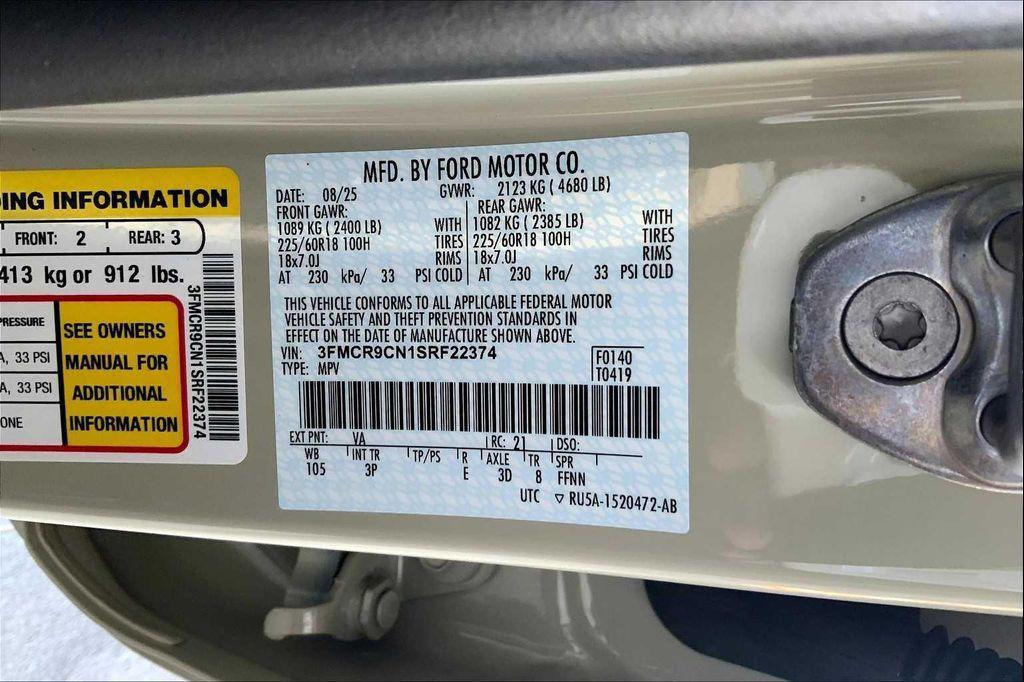 DING INFORMATION
FRONT: 2 REAR: 3
413 kg or 912 lbs.
PRESSURE
A, 33 PSI
A, 33 PSI
ONE
SEE OWNERS
MANUAL FOR
ADDITIONAL
INFORMATION
3FMCR9CN1SRF22374
MFD. BY FORD MOTOR CO.
DATE: 08/25 GVWR: 2123 KG ( 4680 LB)
FRONT GAWR: REAR GAWR:
1089 KG ( 2400 LB) WITH 1082 KG ( 2385 LB) WITH
225/60R18 100H TIRES 225/60R18 100H TIRES
18x7.0J RIMS 18x7.0J RIMS
AT 230 kPa/ 33 PSI COLD AT 230 kPa/ 33 PSI COLD
THIS VEHICLE CONFORMS TO ALL APPLICABLE FEDERAL MOTOR
VEHICLE SAFETY AND THEFT PREVENTION STANDARDS IN
EFFECT ON THE DATE OF MANUFACTURE SHOWN ABOVE.
VIN: 3FMCR9CN1SRF22374 F0140
TYPE: MPV T0419
EXT PNT: VA RC: 21 DSO:
WB INT TR TP/PS R AXLE TR SPR
105 3P E 3D 8 FFNN
UTC ▽ RU5A-1520472-AB